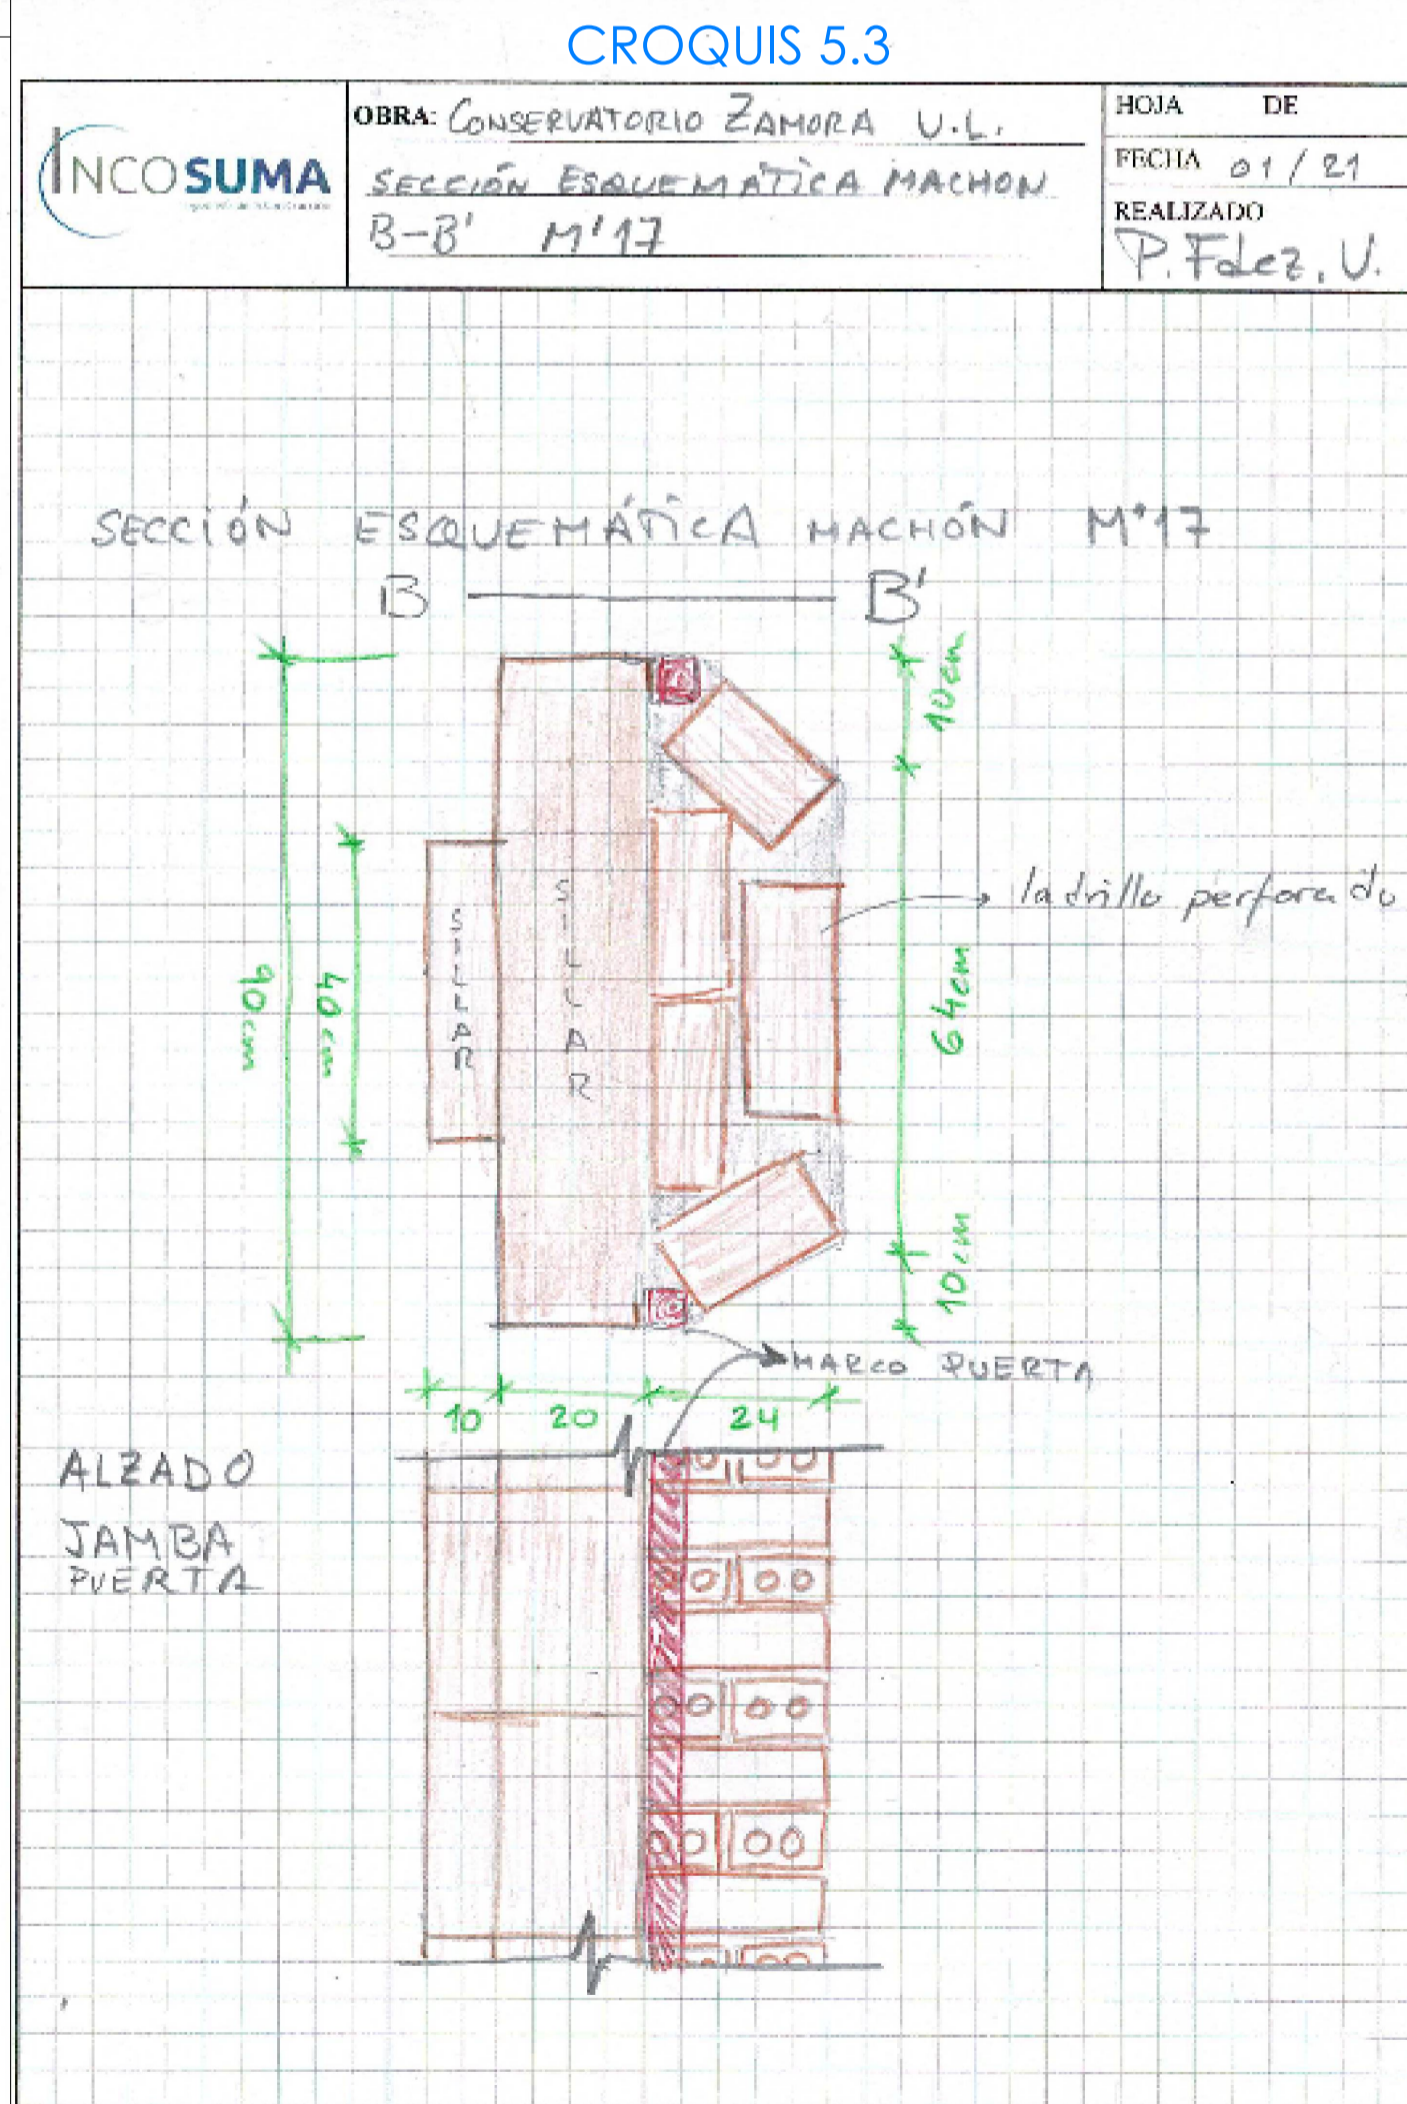 CROQUIS 5.3
INCOSUMA
OBRA: CONSERVATORIO ZAMORA U.L.
SECCIÓN ESQUEMÁTICA MACHON
B-B' M'17
HOJA DE
FECHA 01/21
REALIZADO
P. Fdez. V.
SECCIÓN ESQUEMÁTICA MACHÓN M'17
B B'
10cm
ladrillo perforado
SILLAR
SILLAR
90cm
40cm
64cm
10cm
MARCO PUERTA
10 20 24
ALZADO
JAMBA
PUERTA